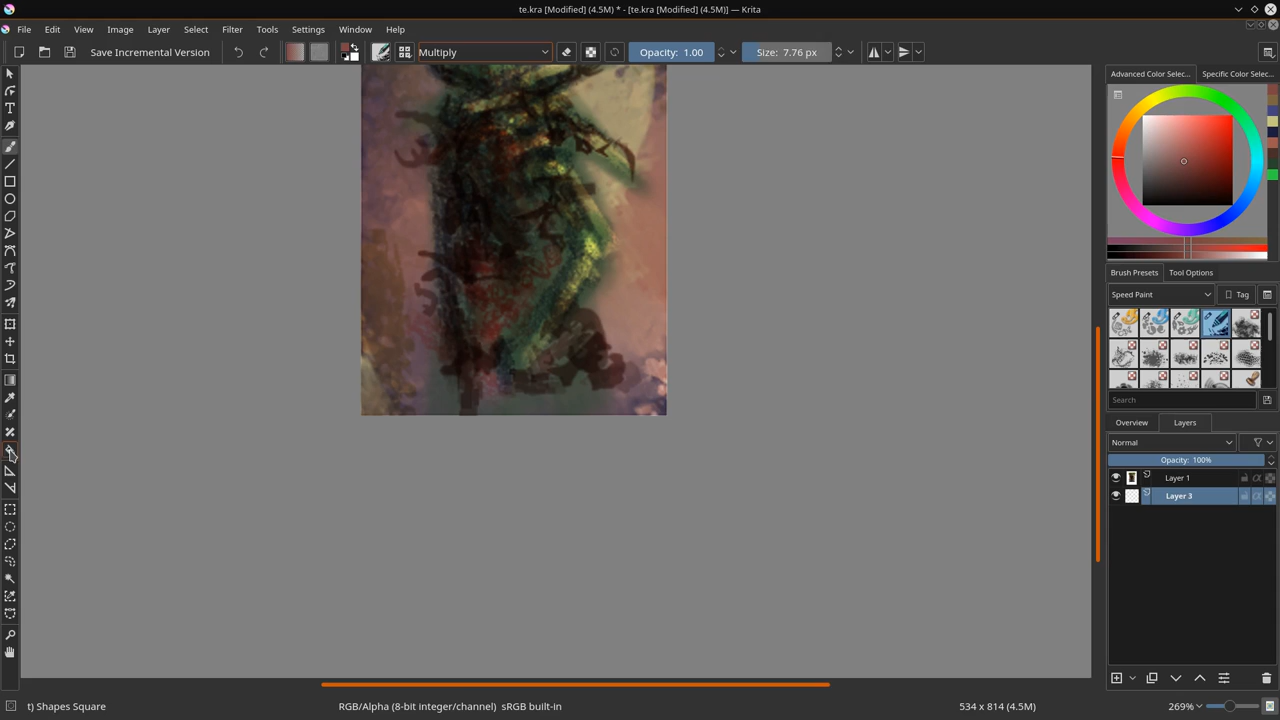 te.kra [Modified] (4.5M) * - [te.kra [Modified] (4.5M)] — Krita
File Edit View Image Layer Select Filter Tools Settings Window Help
Save Incremental Version Multiply Opacity: 1.00 Size: 7.76 px
Advanced Color Selec... Specific Color Selec...
Brush Presets Tool Options
Speed Paint Tag
Search
Overview Layers
Normal
Opacity: 100%
Layer 1
Layer 3
t) Shapes Square RGB/Alpha (8-bit integer/channel) sRGB built-in 534 x 814 (4.5M) 269%